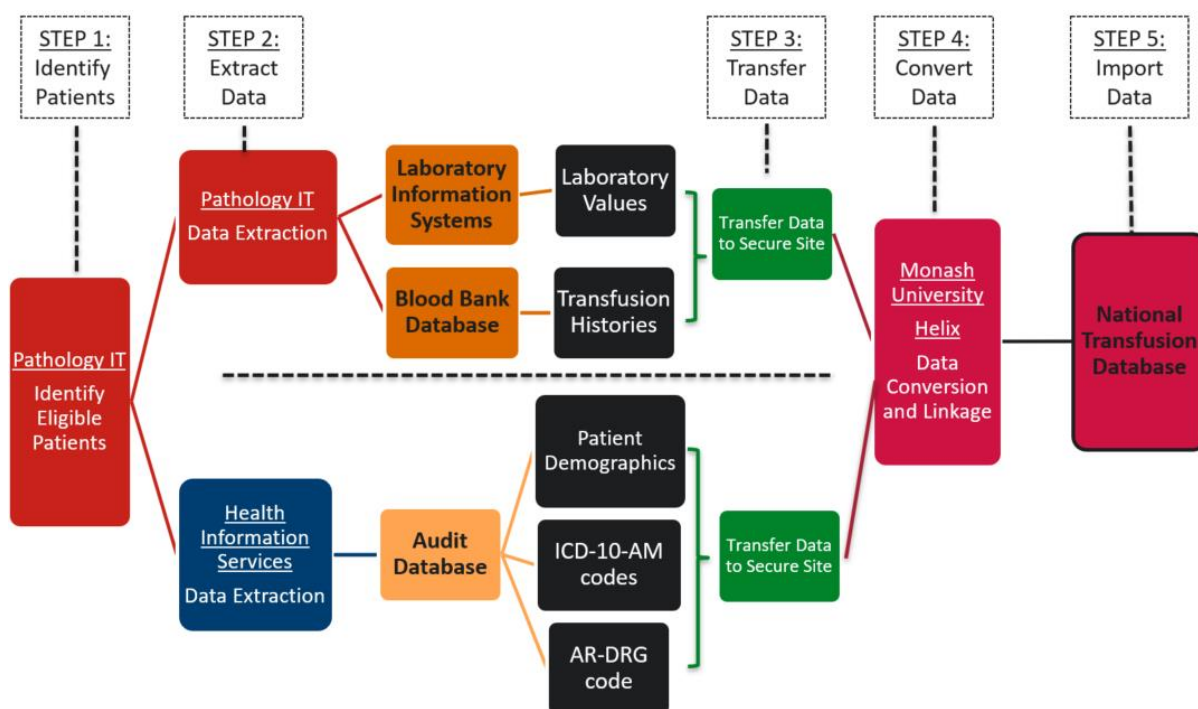 STEP 1:
Identify
Patients
STEP 2:
Extract
Data
STEP 3:
Transfer
Data
STEP 4:
Convert
Data
STEP 5:
Import
Data
Pathology IT
Identify
Eligible
Patients
Pathology IT
Data Extraction
Laboratory
Information
Systems
Laboratory
Values
Blood Bank
Database
Transfusion
Histories
Transfer Data
to Secure Site
Health
Information
Services
Data Extraction
Audit
Database
Patient
Demographics
ICD-10-AM
codes
AR-DRG
code
Transfer Data
to Secure Site
Monash
University
Helix
Data
Conversion
and Linkage
National
Transfusion
Database